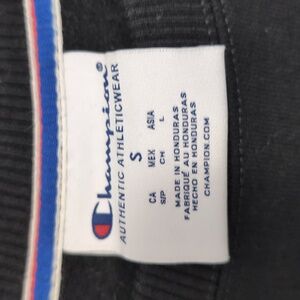 Champion®
AUTHENTIC ATHLETICWEAR
S
CA MEX ASIA
S/P CH L
MADE IN HONDURAS
FABRIQUÉ AU HONDURAS
HECHO EN HONDURAS
CHAMPION.COM